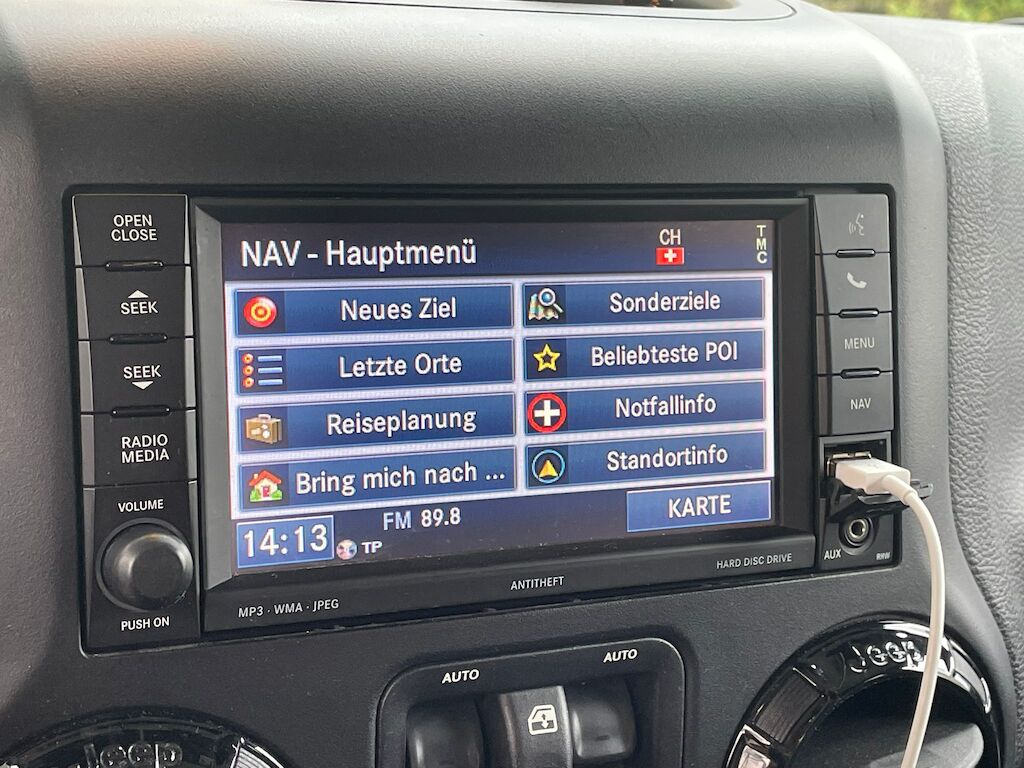 OPEN
CLOSE
SEEK
SEEK
RADIO
MEDIA
VOLUME
PUSH ON
NAV - Hauptmenü
CH
TMC
Neues Ziel
Sonderziele
Letzte Orte
Beliebteste POI
Reiseplanung
Notfallinfo
Bring mich nach ...
Standortinfo
14:13
FM 89.8
TP
KARTE
MENU
NAV
AUX
RHW
MP3 · WMA · JPEG
ANTITHEFT
HARD DISC DRIVE
AUTO
AUTO
Jeep